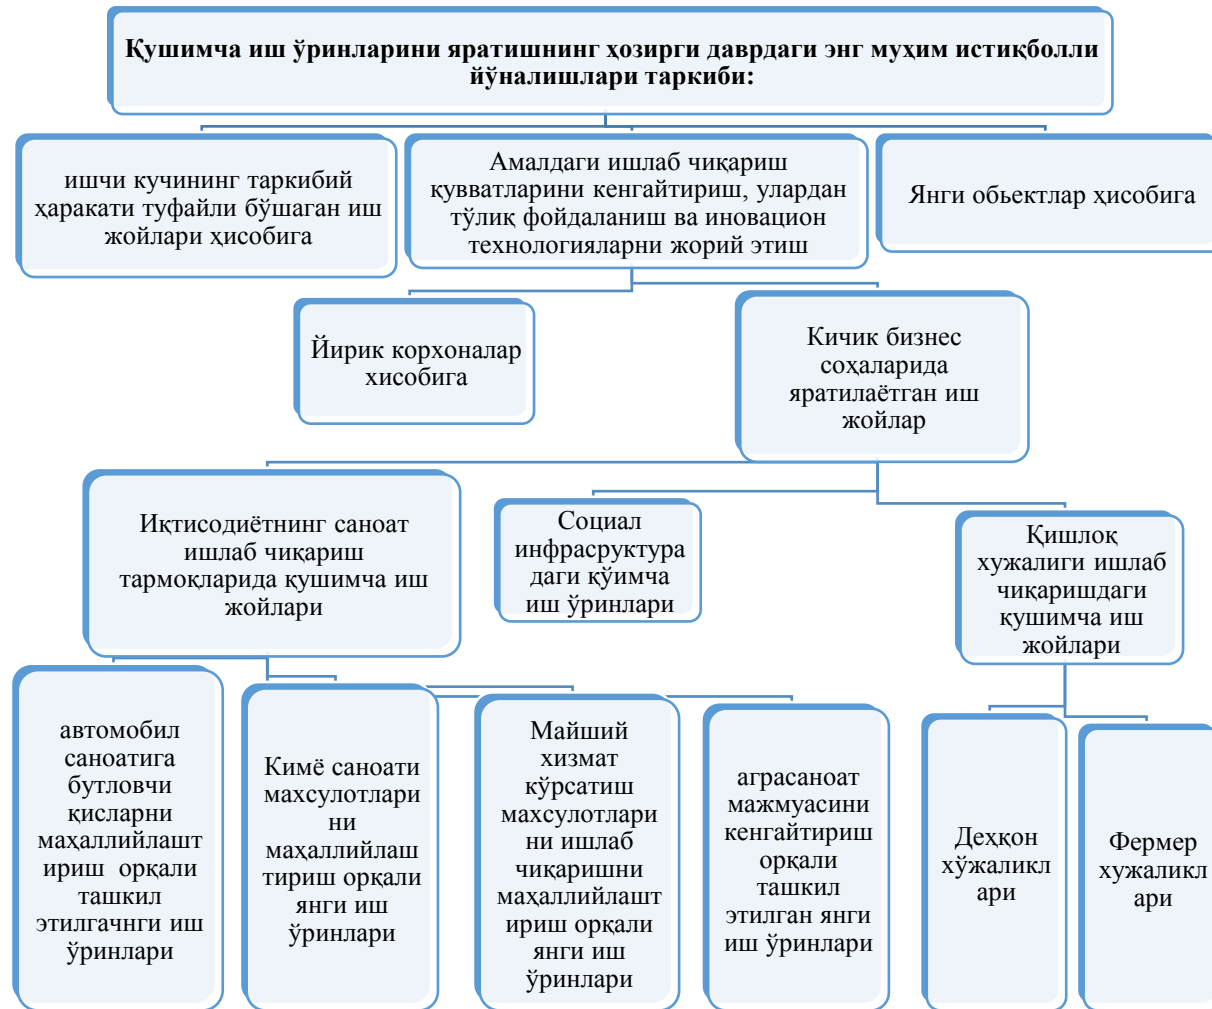 Қушимча иш ўринларини яратишнинг ҳозирги даврдаги энг муҳим истиқболли
йўналишлари таркиби:
ишчи кучининг таркибий
ҳаракати туфайли бўшаган иш
жойлари ҳисобига
Амалдаги ишлаб чиқариш
қувватларини кенгайтириш, улардан
тўлиқ фойдаланиш ва иновацион
технологияларни жорий этиш
Янги обьектлар ҳисобига
Йирик корхоналар
хисобига
Кичик бизнес
соҳаларида
яратилаётган иш
жойлар
Иқтисодиётнинг саноат
ишлаб чиқариш
тармоқларида қушимча иш
жойлари
Социал
инфрасруктура
даги қўимча
иш ўринлари
Қишлоқ
хужалиги ишлаб
чиқаришдаги
қушимча иш
жойлари
автомобил
саноатига
бутловчи
қисларни
маҳаллийлашт
ириш орқали
ташкил
этилгачнги иш
ўринлари
Кимё саноати
махсулотлари
ни
маҳаллийлаш
тириш орқали
янги иш
ўринлари
Майший
хизмат
кўрсатиш
махсулотлари
ни ишлаб
чиқаришни
маҳаллийлашт
ириш орқали
янги иш
ўринлари
аграсаноат
мажмуасини
кенгайтириш
орқали
ташкил
этилган янги
иш ўринлари
Деҳқон
хўжаликл
ари
Фермер
хужаликл
ари